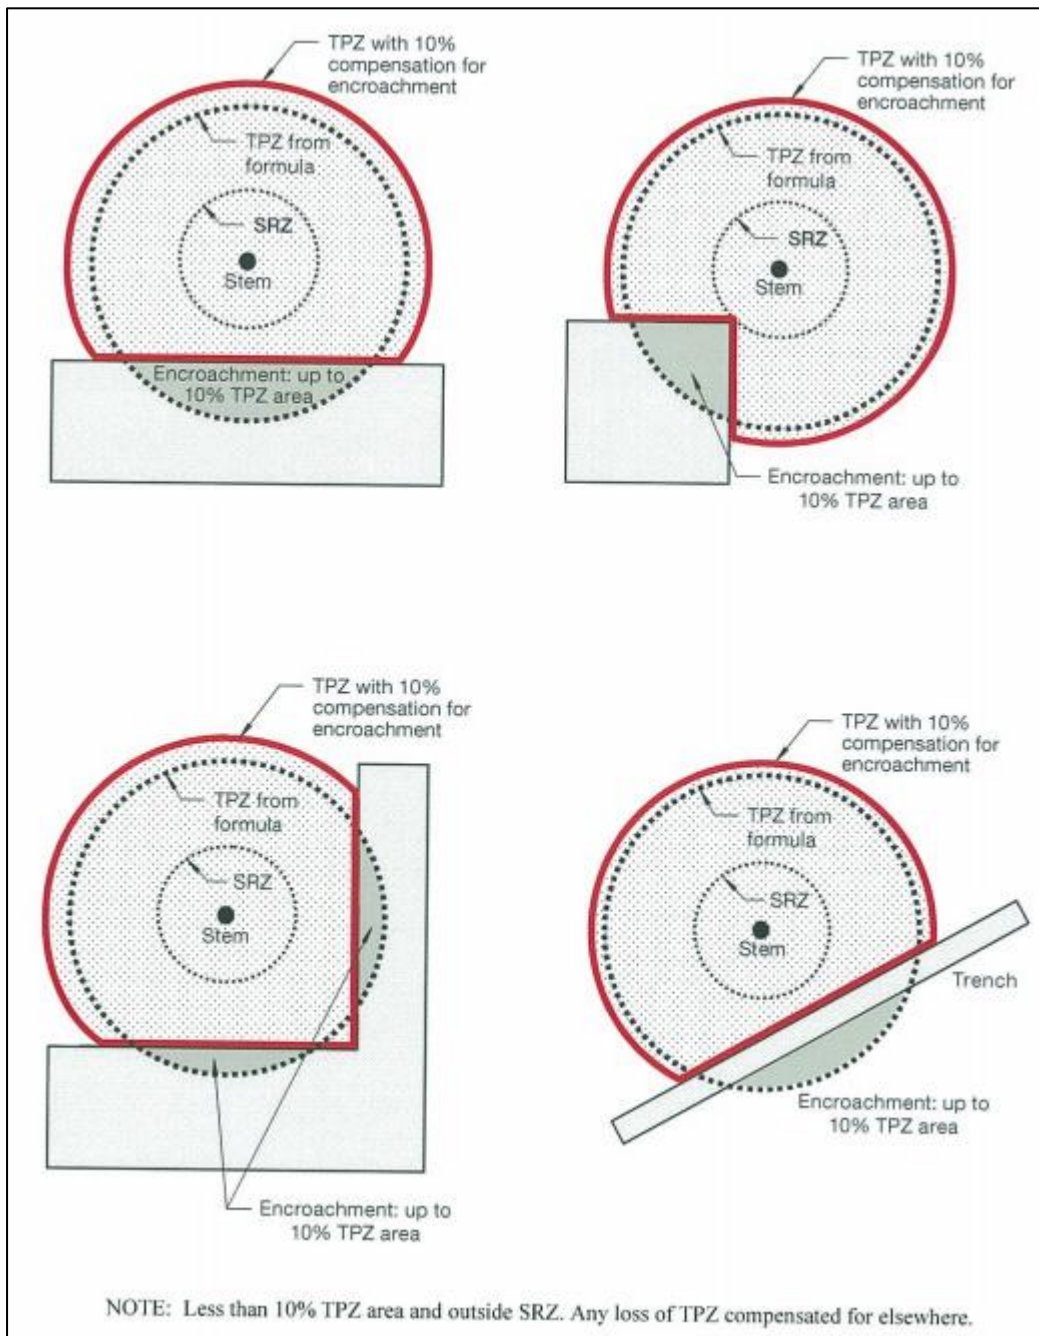 TPZ with 10%
compensation for
encroachment
TPZ from
formula
SRZ
Stem
Encroachment: up to
10% TPZ area
TPZ with 10%
compensation for
encroachment
TPZ from
formula
SRZ
Stem
Encroachment: up to
10% TPZ area
TPZ with 10%
compensation for
encroachment
TPZ from
formula
SRZ
Stem
Encroachment: up to
10% TPZ area
TPZ with 10%
compensation for
encroachment
TPZ from
formula
SRZ
Stem
Trench
Encroachment: up to
10% TPZ area
NOTE: Less than 10% TPZ area and outside SRZ. Any loss of TPZ compensated for elsewhere.